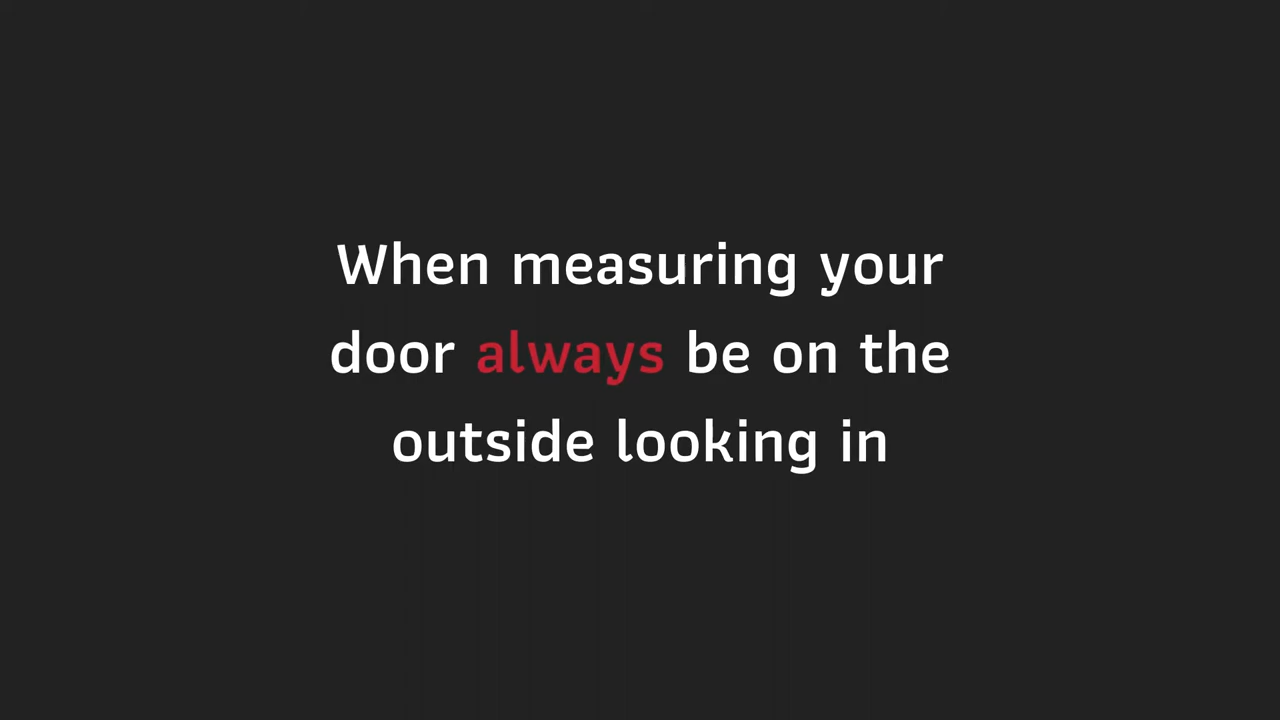 When measuring your
door always be on the
outside looking in